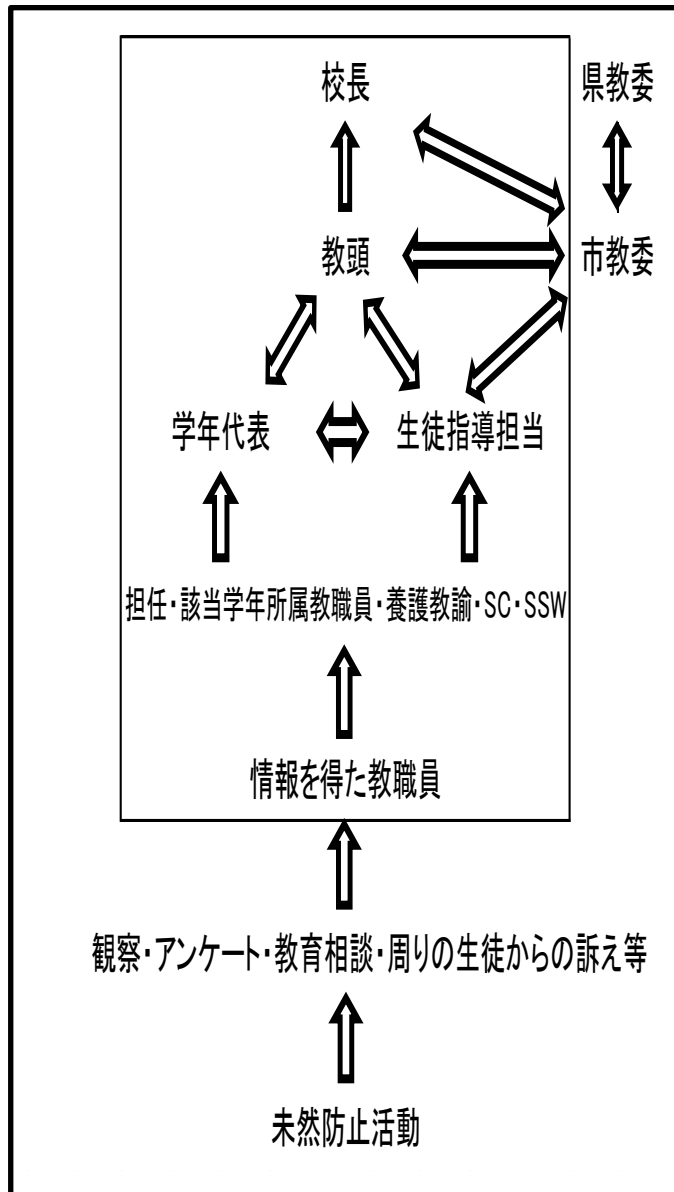 校長
県教委
教頭
市教委
学年代表
生徒指導担当
担任・該当学年所属教職員・養護教諭・SC・SSW
情報を得た教職員
観察・アンケート・教育相談・周りの生徒からの訴え等
未然防止活動